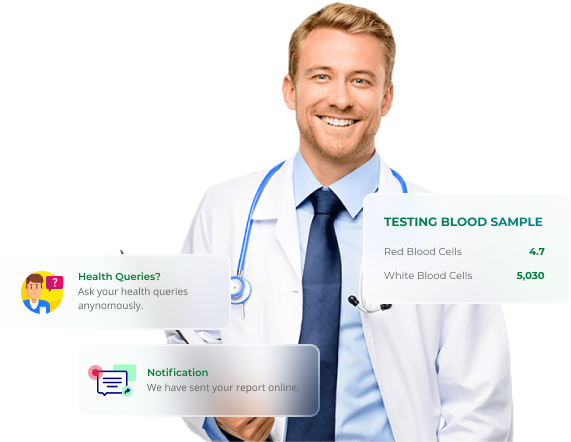 TESTING BLOOD SAMPLE
Red Blood Cells 4.7
White Blood Cells 5,030
?
Health Queries?
Ask your health queries
anynomously.
Notification
We have sent your report online.